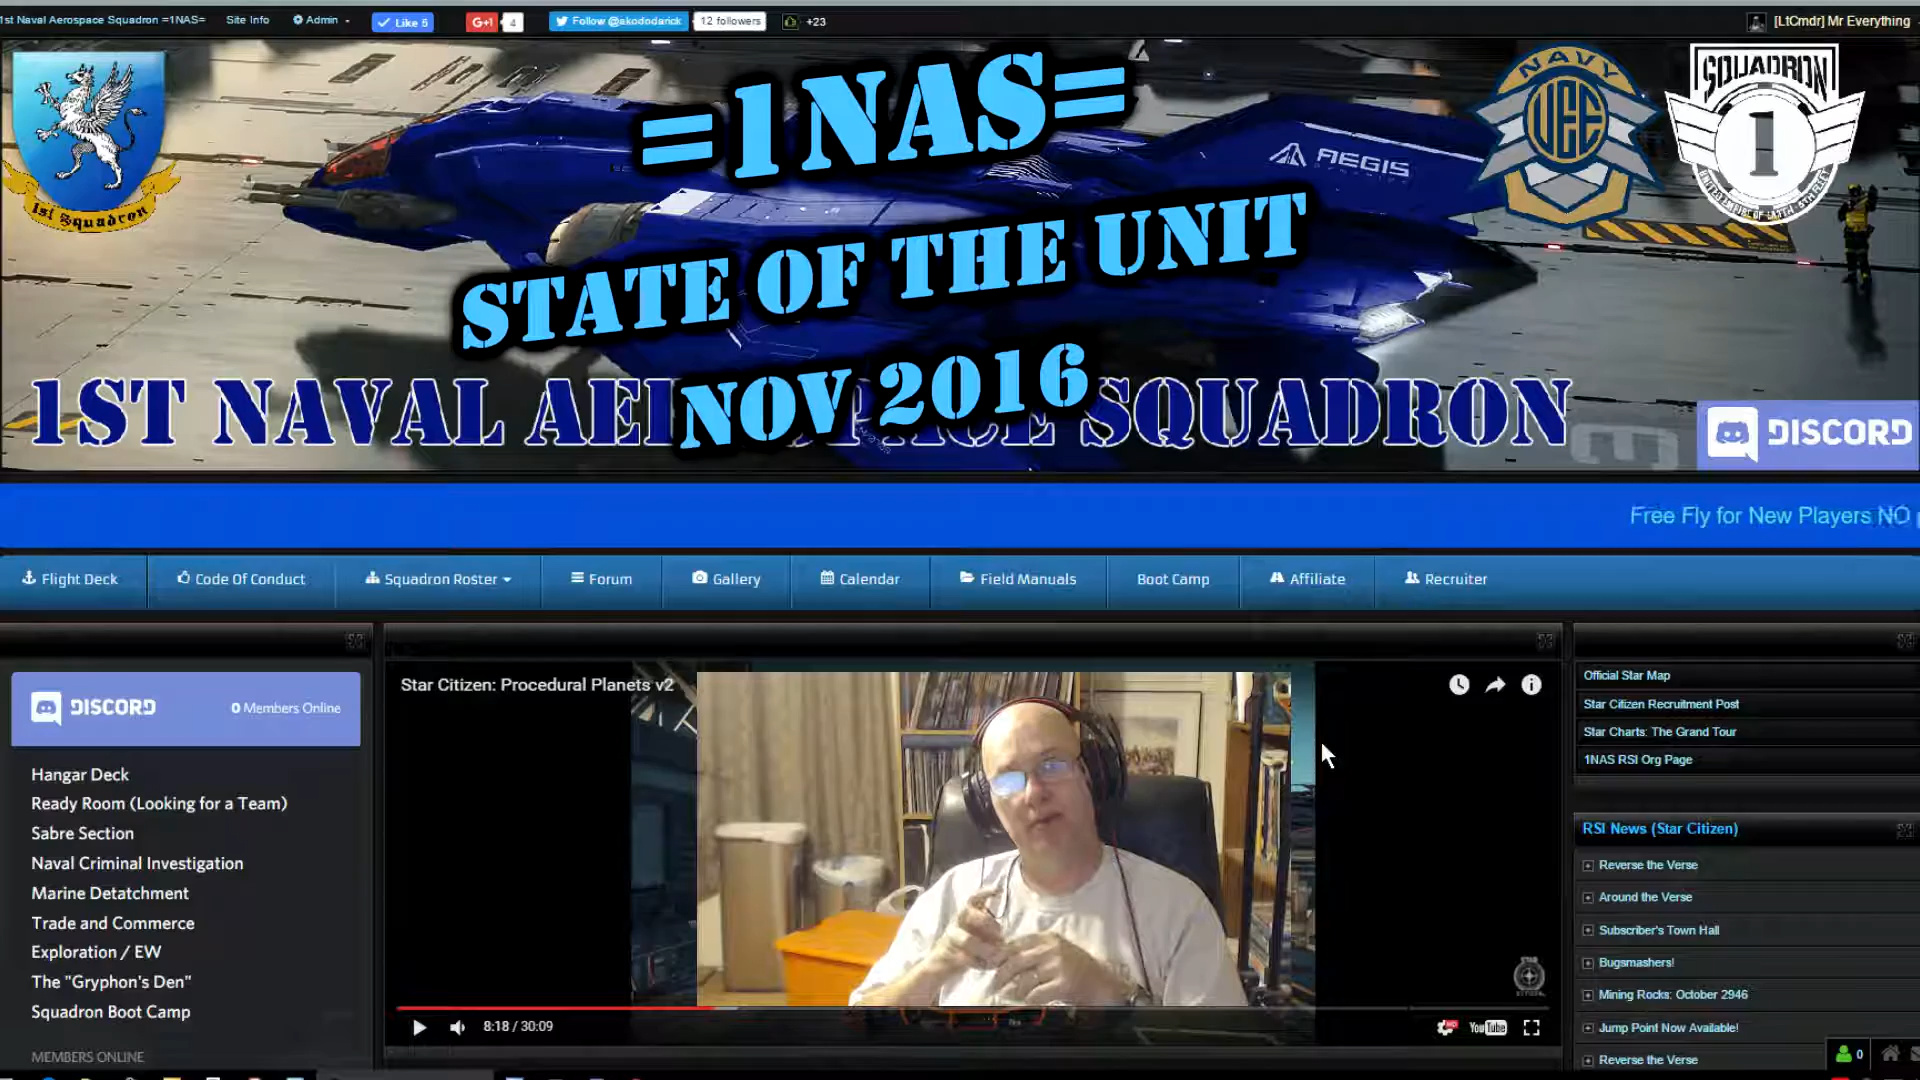 1st Naval Aerospace Squadron =1NAS=
Site Info
Admin
Like 5
G+1
4
Follow @akododarick
12 followers
+23
[LtCmdr] Mr Everything
1st Squadron
=1NAS=
AEGIS
NAVY
UEE
SQUADRON
1
STATE OF THE UNIT
NOV 2016
1ST NAVAL AE SQUADRON
DISCORD
Free Fly for New Players NO
Flight Deck
Code Of Conduct
Squadron Roster
Forum
Gallery
Calendar
Field Manuals
Boot Camp
Affiliate
Recruiter
DISCORD
0 Members Online
Hangar Deck
Ready Room (Looking for a Team)
Sabre Section
Naval Criminal Investigation
Marine Detatchment
Trade and Commerce
Exploration / EW
The "Gryphon's Den"
Squadron Boot Camp
MEMBERS ONLINE
Star Citizen: Procedural Planets v2
8:18 / 30:09
YouTube
Official Star Map
Star Citizen Recruitment Post
Star Charts: The Grand Tour
1NAS RSI Org Page
RSI News (Star Citizen)
Reverse the Verse
Around the Verse
Subscriber's Town Hall
Bugsmashers!
Mining Rocks: October 2946
Jump Point Now Available!
Reverse the Verse
0